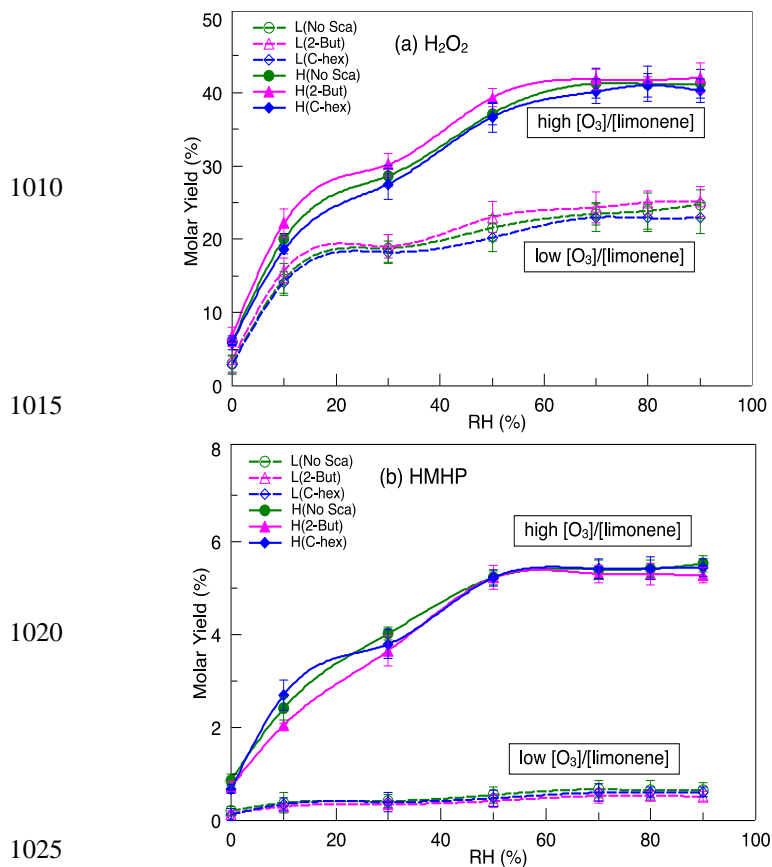 50
L(No Sca)
L(2-But)
L(C-hex)
H(No Sca)
H(2-But)
H(C-hex)
(a) H₂O₂
40
high [O₃]/[limonene]
30
1010
Molar Yield (%)
20
low [O₃]/[limonene]
10
0
0 20 40 60 80 100
1015
RH (%)
8
L(No Sca)
L(2-But)
L(C-hex)
H(No Sca)
H(2-But)
H(C-hex)
(b) HMHP
high [O₃]/[limonene]
6
1020
Molar Yield (%)
4
2
low [O₃]/[limonene]
0
0 20 40 60 80 100
1025
RH (%)